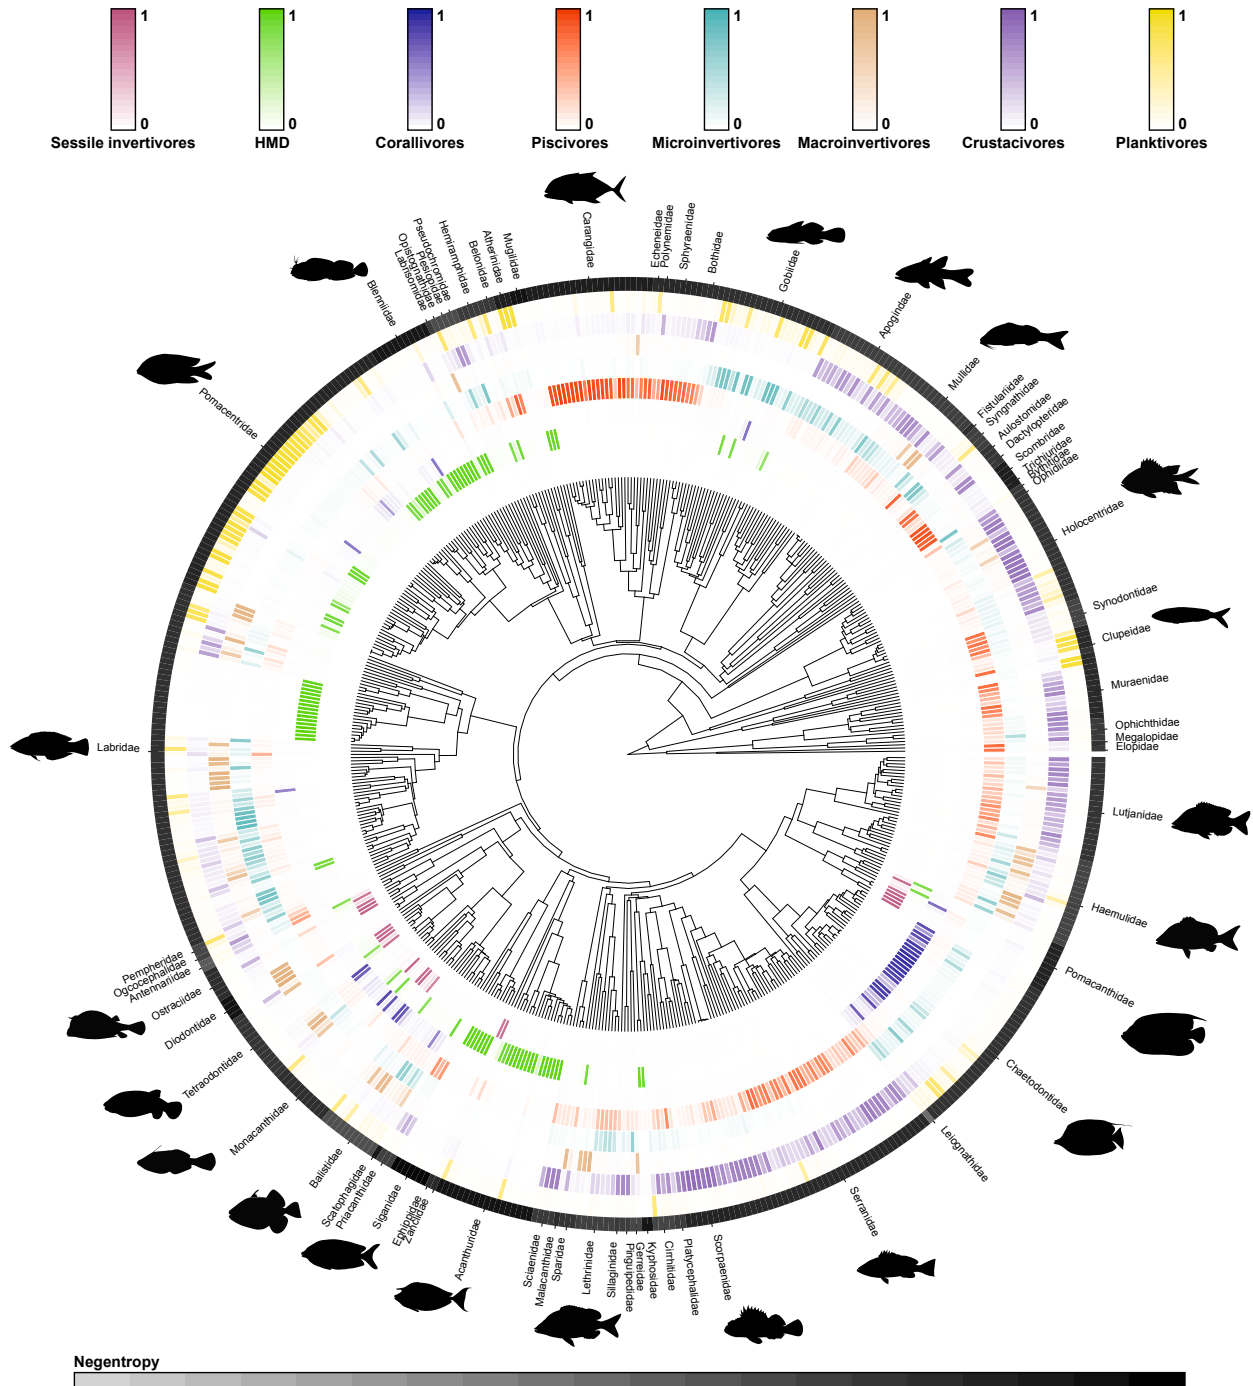 1 1 1 1 1 1 1 1
0 0 0 0 0 0 0 0
Sessile invertivores HMD Corallivores Piscivores Microinvertivores Macroinvertivores Crustacivores Planktivores
Carangidae
Echeneidae
Polynemidae
Sphyraenidae
Bothidae
Gobiidae
Apogindae
Mullidae
Fistularidae
Syngnathidae
Aulostomidae
Dactylopteridae
Scombridae
Trichiuridae
Bythitidae
Ophidiidae
Holocentridae
Synodontidae
Clupeidae
Muraenidae
Ophichthidae
Megalopidae
Elopidae
Lutjanidae
Haemulidae
Pomacanthidae
Chaetodontidae
Leiognathidae
Serranidae
Scorpaenidae
Platycephalidae
Cirrhitidae
Kyphosidae
Gerreidae
Pinguipedidae
Sillaginidae
Lethrinidae
Sparidae
Malacanthidae
Sciaenidae
Acanthuridae
Zanclidae
Ephippidae
Siganidae
Priacanthidae
Scatophagidae
Balistidae
Monacanthidae
Tetraodontidae
Diodontidae
Ostraciidae
Antennariidae
Ogcocephalidae
Pempheridae
Labridae
Pomacentridae
Blenniidae
Labrisomidae
Opistognathidae
Plesiopidae
Pseudochromidae
Hemiramphidae
Belonidae
Atherinidae
Mugilidae
Negentropy